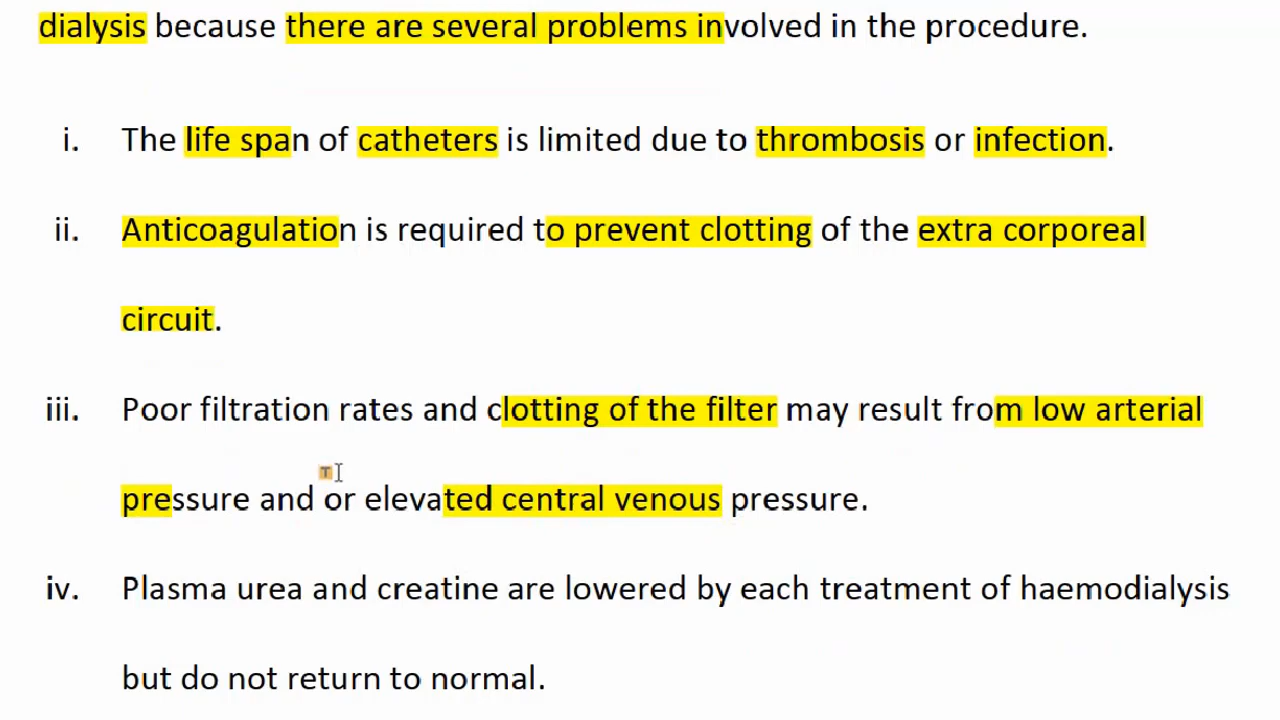 dialysis because there are several problems involved in the procedure.
i. The life span of catheters is limited due to thrombosis or infection.
ii. Anticoagulation is required to prevent clotting of the extra corporeal
circuit.
iii. Poor filtration rates and clotting of the filter may result from low arterial
pressure and or elevated central venous pressure.
iv. Plasma urea and creatine are lowered by each treatment of haemodialysis
but do not return to normal.